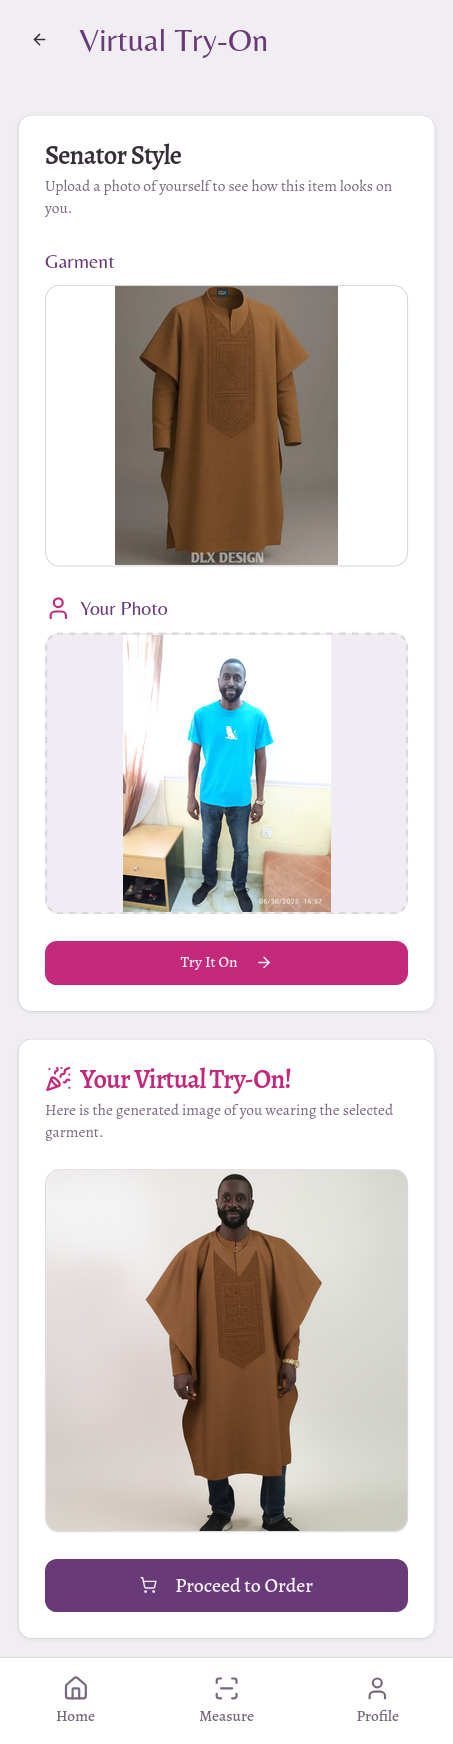 Virtual Try-On
Senator Style
Upload a photo of yourself to see how this item looks on
you.
Garment
DLX
DLX DESIGN
Your Photo
06/30/2025 16:57
Try It On
Your Virtual Try-On!
Here is the generated image of you wearing the selected
garment.
Proceed to Order
Home Measure Profile